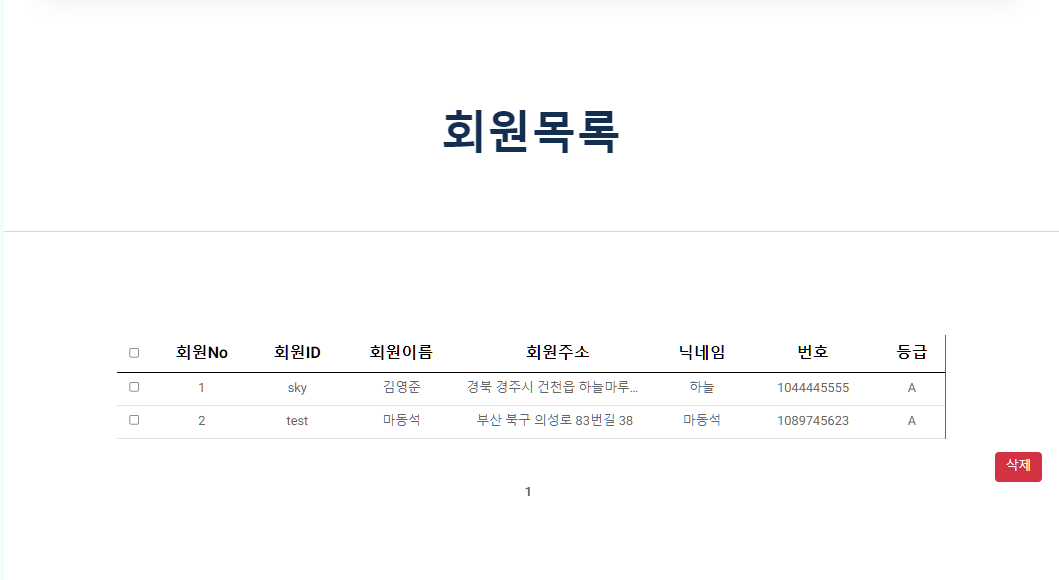 회원목록
회원No 회원ID 회원이름 회원주소 닉네임 번호 등급
1 sky 김영준 경북 경주시 건천읍 하늘마루... 하늘 1044445555 A
2 test 마동석 부산 북구 의성로 83번길 38 마동석 1089745623 A
삭제
1